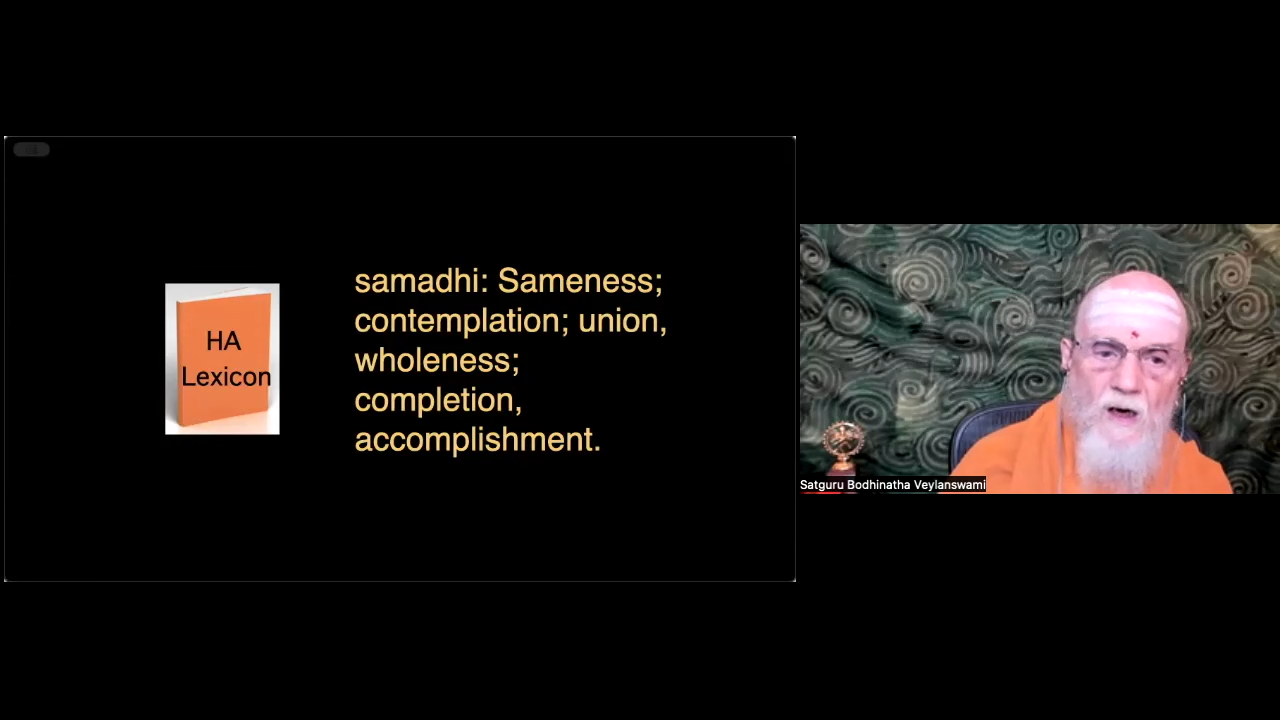 HA
Lexicon
samadhi: Sameness;
contemplation; union,
wholeness;
completion,
accomplishment.
Satguru Bodhinatha Veylanswami